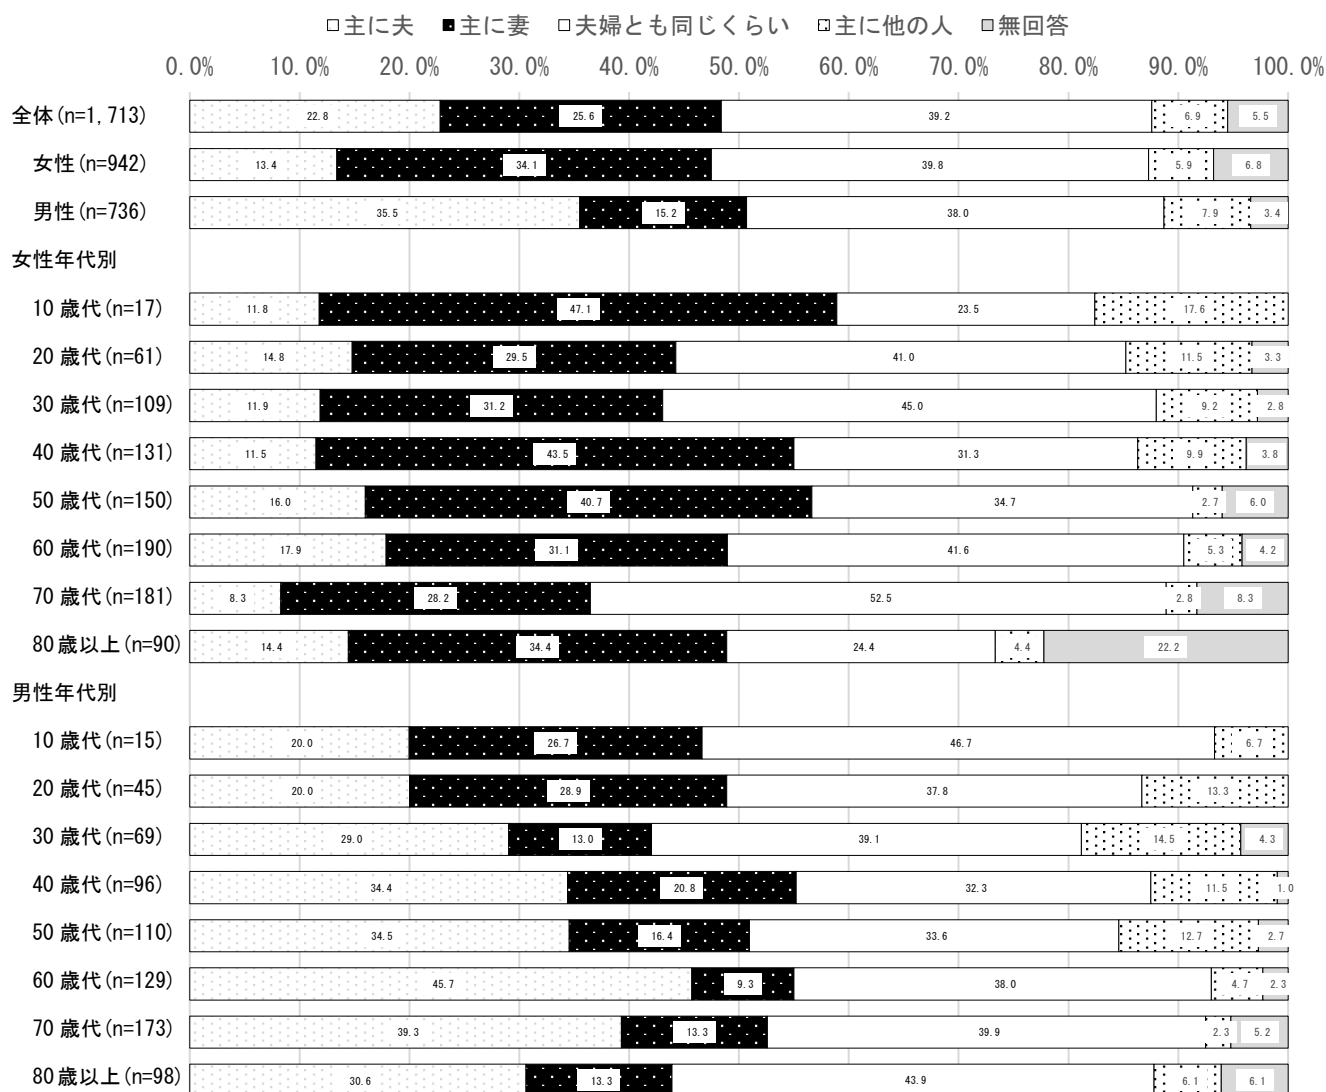 □主に夫 ■主に妻 □夫婦とも同じくらい □主に他の人 □無回答
0.0% 10.0% 20.0% 30.0% 40.0% 50.0% 60.0% 70.0% 80.0% 90.0% 100.0%
全体(n=1,713) 22.8 25.6 39.2 6.9 5.5
女性(n=942) 13.4 34.1 39.8 5.9 6.8
男性(n=736) 35.5 15.2 38.0 7.9 3.4
女性年代別
10歳代(n=17) 11.8 47.1 23.5 17.6
20歳代(n=61) 14.8 29.5 41.0 11.5 3.3
30歳代(n=109) 11.9 31.2 45.0 9.2 2.8
40歳代(n=131) 11.5 43.5 31.3 9.9 3.8
50歳代(n=150) 16.0 40.7 34.7 2.7 6.0
60歳代(n=190) 17.9 31.1 41.6 5.3 4.2
70歳代(n=181) 8.3 28.2 52.5 2.8 8.3
80歳以上(n=90) 14.4 34.4 24.4 4.4 22.2
男性年代別
10歳代(n=15) 20.0 26.7 46.7 6.7
20歳代(n=45) 20.0 28.9 37.8 13.3
30歳代(n=69) 29.0 13.0 39.1 14.5 4.3
40歳代(n=96) 34.4 20.8 32.3 11.5 1.0
50歳代(n=110) 34.5 16.4 33.6 12.7 2.7
60歳代(n=129) 45.7 9.3 38.0 4.7 2.3
70歳代(n=173) 39.3 13.3 39.9 2.3 5.2
80歳以上(n=98) 30.6 13.3 43.9 6.1 6.1